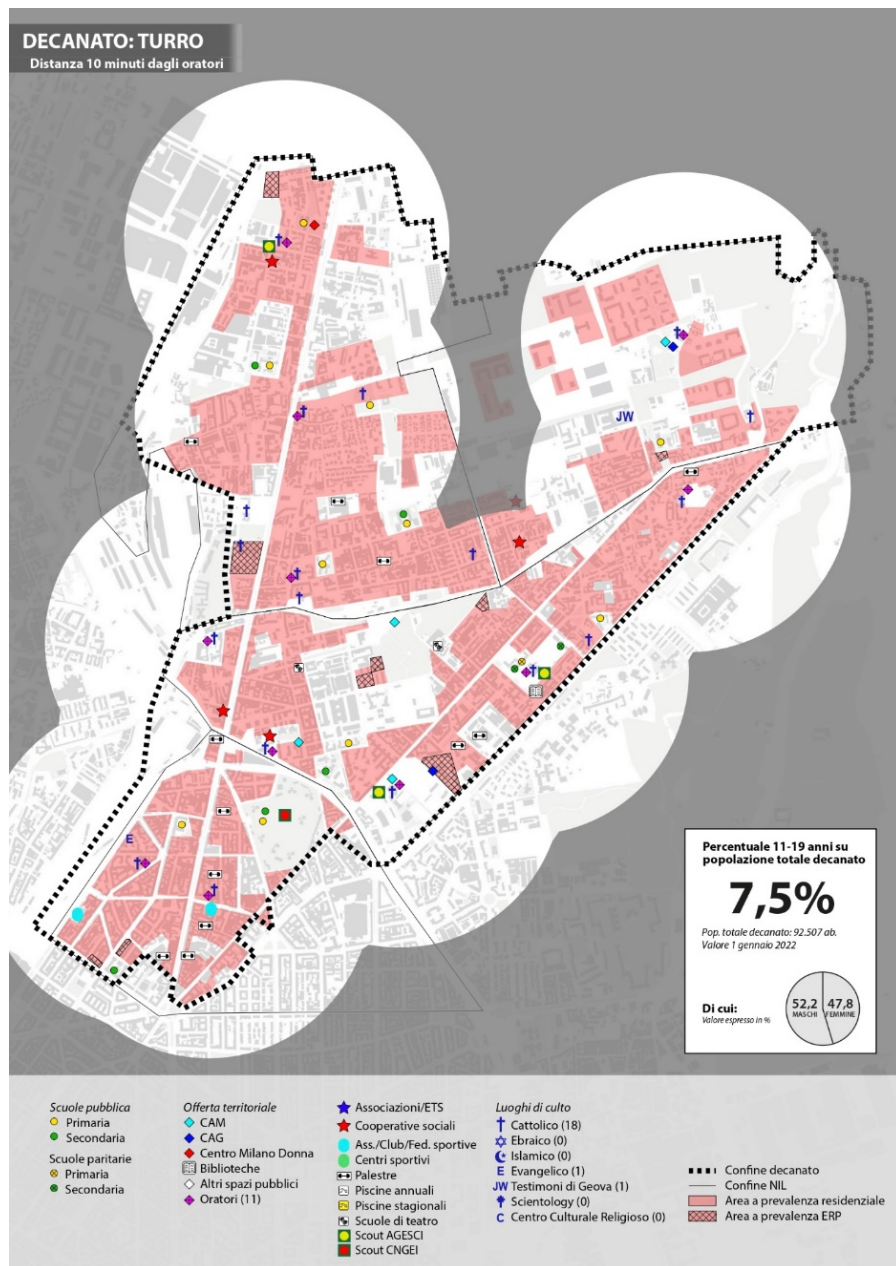 DECANATO: TURRO
Distanza 10 minuti dagli oratori
JW
E
Percentuale 11-19 anni su
popolazione totale decanato
7,5%
Pop. totale decanato: 92.507 ab.
Valore 1 gennaio 2022
Di cui:
Valore espresso in %
52,2
MASCHI
47,8
FEMMINE
Scuole pubblica
Primaria
Secondaria
Scuole paritarie
Primaria
Secondaria
Offerta territoriale
CAM
CAG
Centro Milano Donna
Biblioteche
Altri spazi pubblici
Oratori (11)
Associazioni/ETS
Cooperative sociali
Ass./Club/Fed. sportive
Centri sportivi
Palestre
Piscine annuali
Piscine stagionali
Scuole di teatro
Scout AGESCI
Scout CNGEI
Luoghi di culto
Cattolico (18)
Ebraico (0)
Islamico (0)
E Evangelico (1)
JW Testimoni di Geova (1)
Scientology (0)
C Centro Culturale Religioso (0)
Confine decanato
Confine NIL
Area a prevalenza residenziale
Area a prevalenza ERP